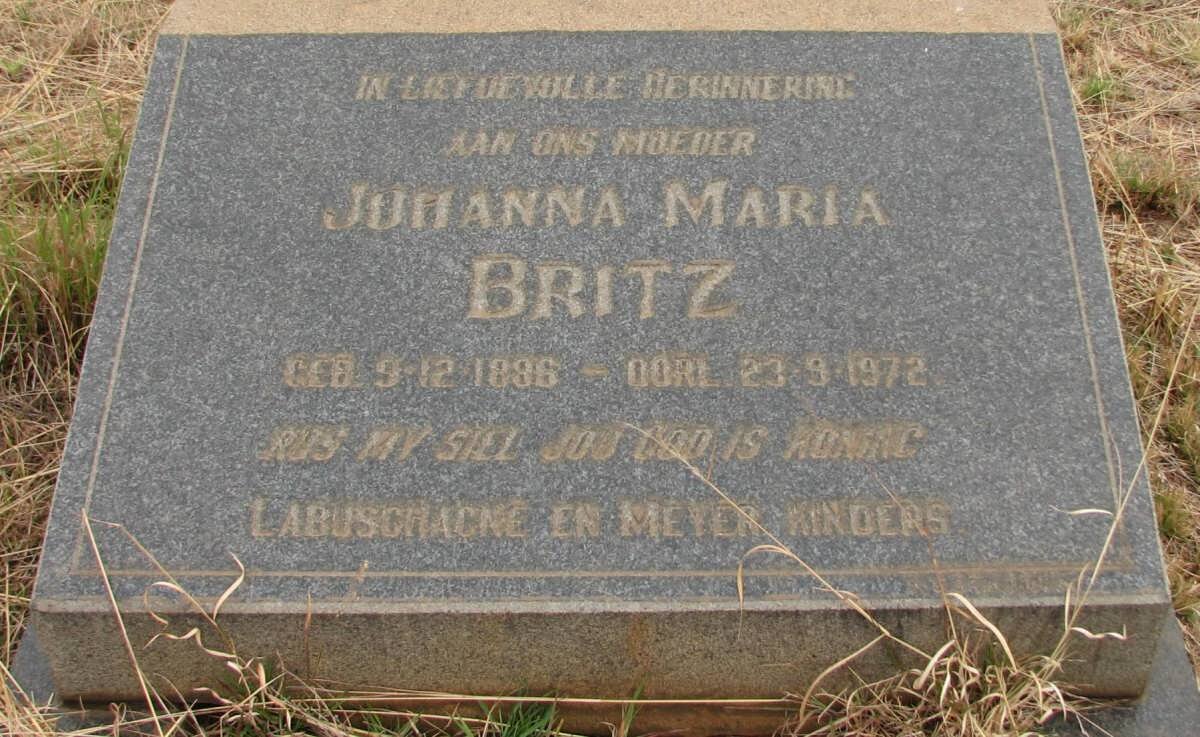 IN LIEFDEVOLLE HERINNERING
AAN ONS MOEDER
JOHANNA MARIA
BRITZ
GEB. 9-12-1896 – OORL. 23-9-1972.
RUS MY SIEL JOU GOD IS KONING
LABUSCHAGNE EN MEYER KINDERS.